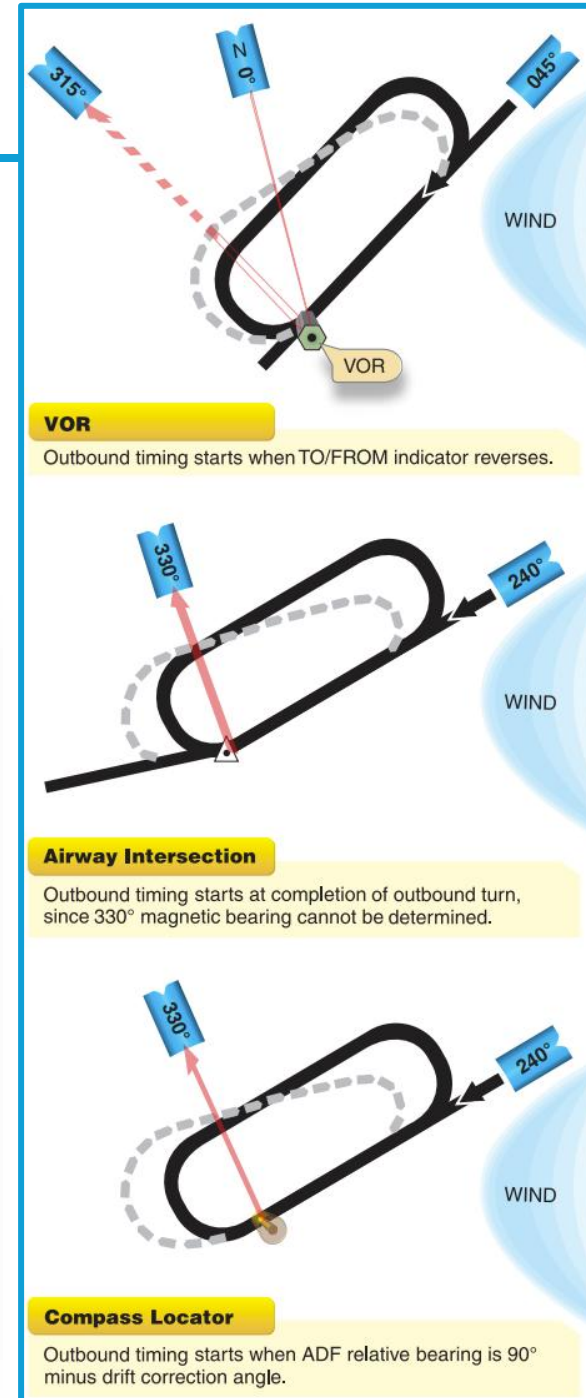 315°
N
0°
045°
WIND
VOR
VOR
Outbound timing starts when TO/FROM indicator reverses.
330°
240°
WIND
Airway Intersection
Outbound timing starts at completion of outbound turn,
since 330° magnetic bearing cannot be determined.
330°
240°
WIND
Compass Locator
Outbound timing starts when ADF relative bearing is 90°
minus drift correction angle.